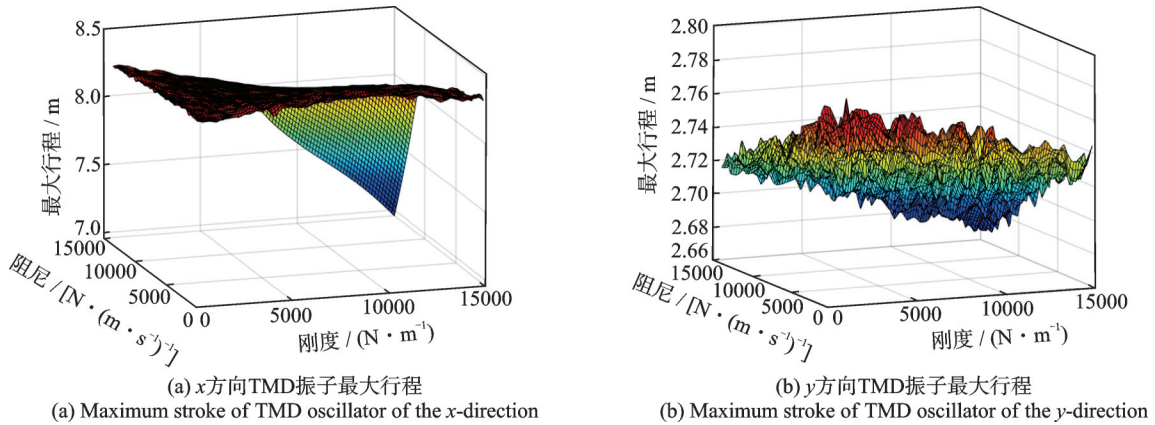 8.5
8.0
7.5
7.0
最大行程 / m
15000
10000
5000
0
阻尼 / [N·(m·s⁻¹)⁻¹]
0
5000
10000
15000
刚度 / (N·m⁻¹)
(a) x方向TMD振子最大行程
(a) Maximum stroke of TMD oscillator of the x-direction
2.80
2.78
2.76
2.74
2.72
2.70
2.68
2.66
最大行程 / m
15000
10000
5000
0
阻尼 / [N·(m·s⁻¹)⁻¹]
0
5000
10000
15000
刚度 / (N·m⁻¹)
(b) y方向TMD振子最大行程
(b) Maximum stroke of TMD oscillator of the y-direction